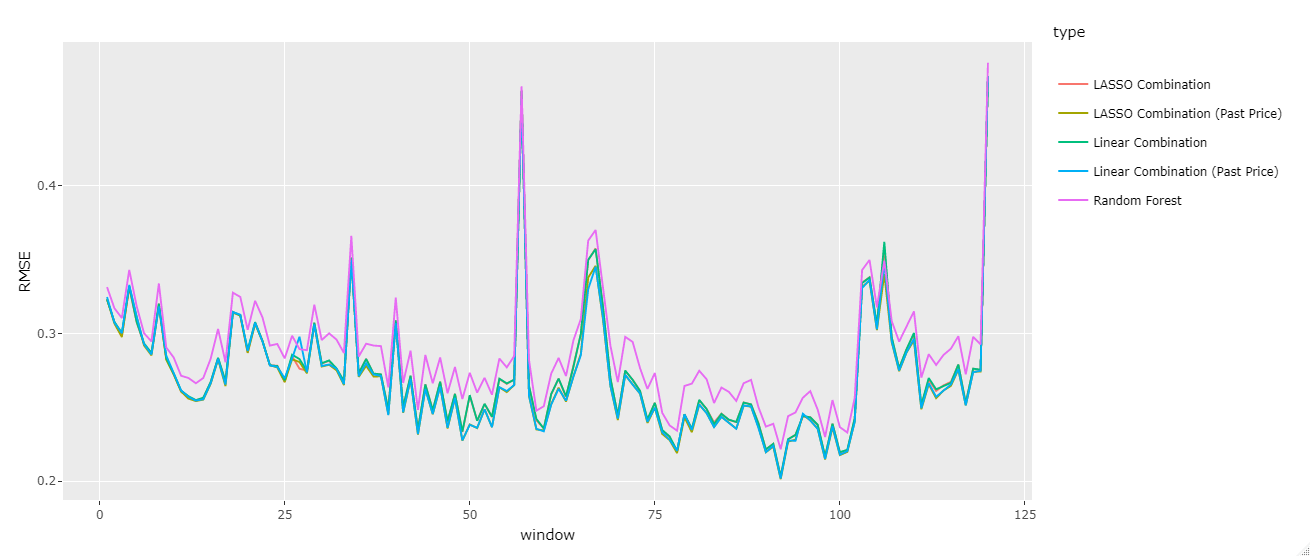 type
LASSO Combination
LASSO Combination (Past Price)
Linear Combination
Linear Combination (Past Price)
Random Forest
RMSE
0.4
0.3
0.2
0
25
50
75
100
125
window